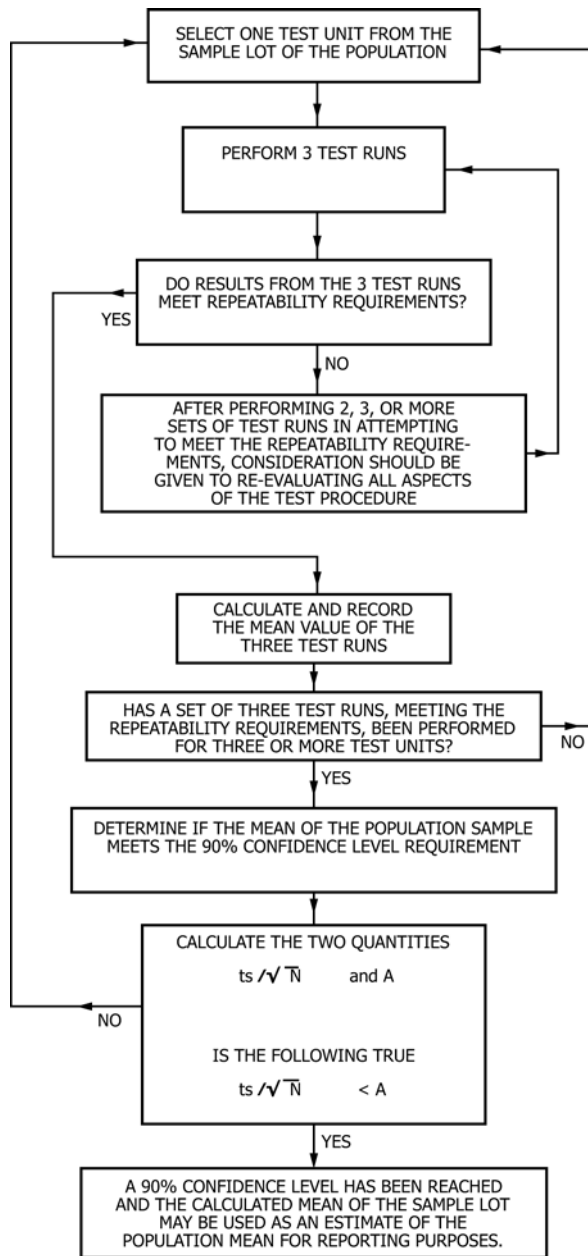 SELECT ONE TEST UNIT FROM THE
SAMPLE LOT OF THE POPULATION
PERFORM 3 TEST RUNS
DO RESULTS FROM THE 3 TEST RUNS
MEET REPEATABILITY REQUIREMENTS?
YES
NO
AFTER PERFORMING 2, 3, OR MORE
SETS OF TEST RUNS IN ATTEMPTING
TO MEET THE REPEATABILITY REQUIRE-
MENTS, CONSIDERATION SHOULD BE
GIVEN TO RE-EVALUATING ALL ASPECTS
OF THE TEST PROCEDURE
CALCULATE AND RECORD
THE MEAN VALUE OF THE
THREE TEST RUNS
HAS A SET OF THREE TEST RUNS, MEETING THE
REPEATABILITY REQUIREMENTS, BEEN PERFORMED
FOR THREE OR MORE TEST UNITS?
NO
YES
DETERMINE IF THE MEAN OF THE POPULATION SAMPLE
MEETS THE 90% CONFIDENCE LEVEL REQUIREMENT
CALCULATE THE TWO QUANTITIES
ts /√ N and A
NO
IS THE FOLLOWING TRUE
ts /√ N < A
YES
A 90% CONFIDENCE LEVEL HAS BEEN REACHED
AND THE CALCULATED MEAN OF THE SAMPLE LOT
MAY BE USED AS AN ESTIMATE OF THE
POPULATION MEAN FOR REPORTING PURPOSES.